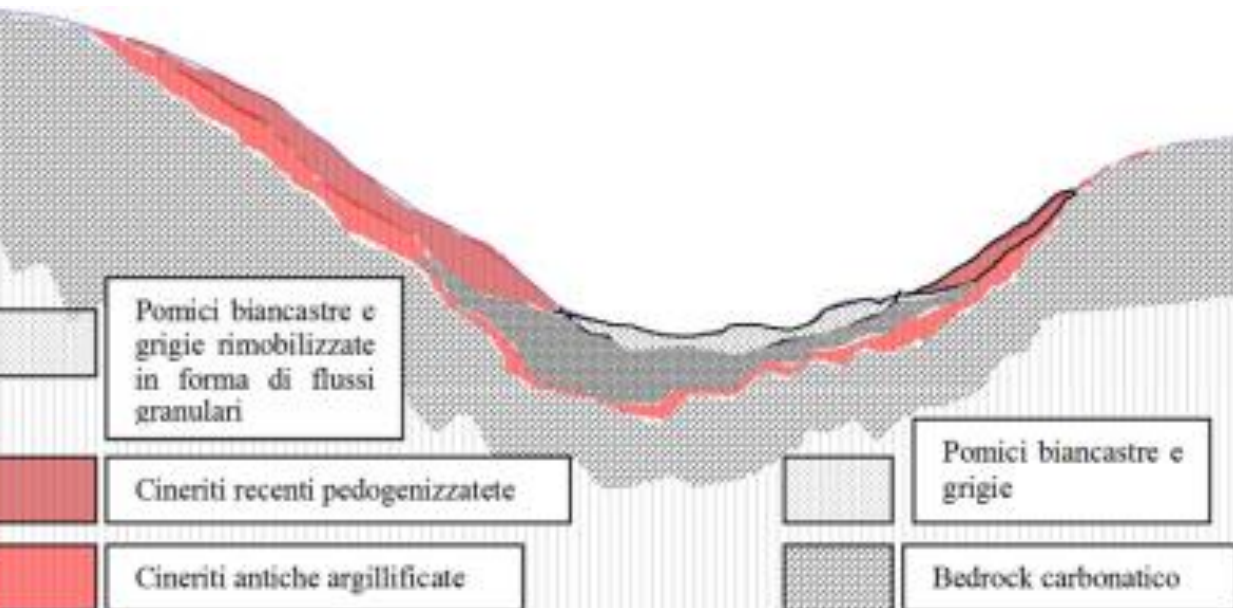 Pomici biancastre e
grigie rimobilizzate
in forma di flussi
granulari
Cineriti recenti pedogenizzatete
Cineriti antiche argillificate
Pomici biancastre e
grigie
Bedrock carbonatico